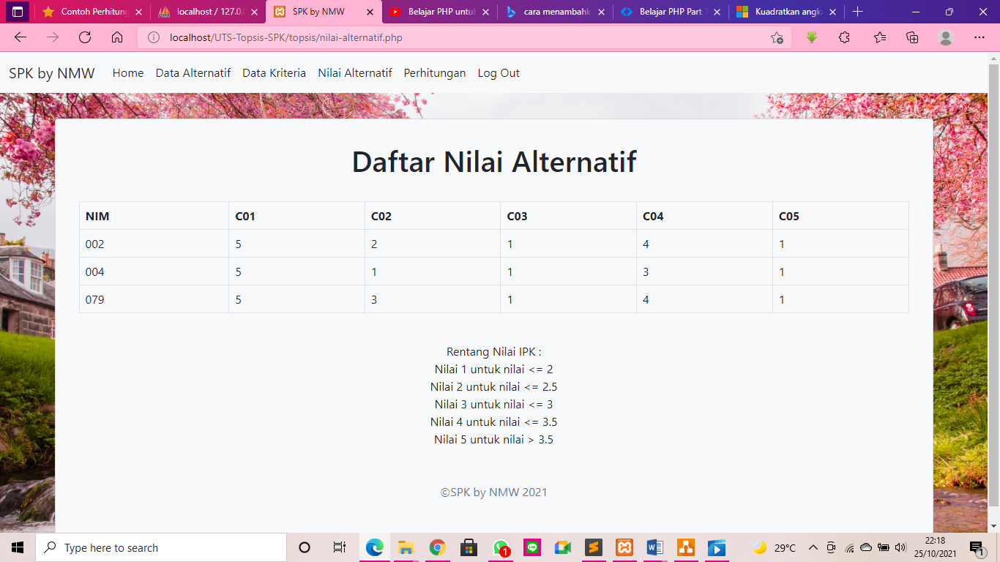 Contoh Perhitung
localhost / 127.0.
SPK by NMW
Belajar PHP untu
cara menambahk
Belajar PHP Part
Kuadratkan angka
localhost/UTS-Topsis-SPK/topsis/nilai-alternatif.php
SPK by NMW Home Data Alternatif Data Kriteria Nilai Alternatif Perhitungan Log Out
Daftar Nilai Alternatif
NIM C01 C02 C03 C04 C05
002 5 2 1 4 1
004 5 1 1 3 1
079 5 3 1 4 1
Rentang Nilai IPK :
Nilai 1 untuk nilai <= 2
Nilai 2 untuk nilai <= 2.5
Nilai 3 untuk nilai <= 3
Nilai 4 untuk nilai <= 3.5
Nilai 5 untuk nilai > 3.5
©SPK by NMW 2021
Type here to search
1
29°C
22:18
25/10/2021
1